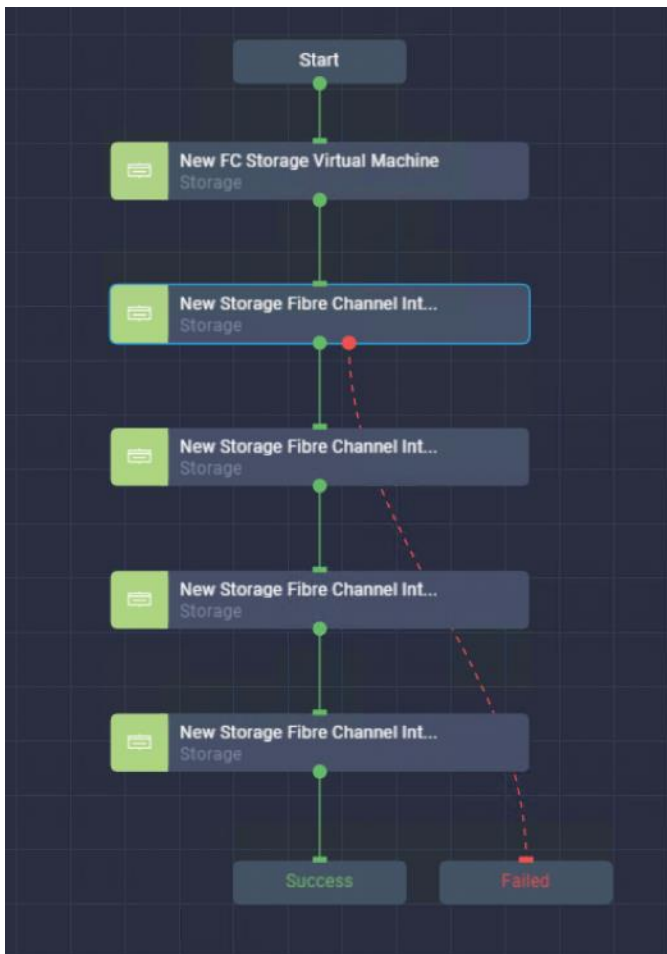 Start
New FC Storage Virtual Machine
Storage
New Storage Fibre Channel Int...
Storage
New Storage Fibre Channel Int...
Storage
New Storage Fibre Channel Int...
Storage
New Storage Fibre Channel Int...
Storage
Success
Failed